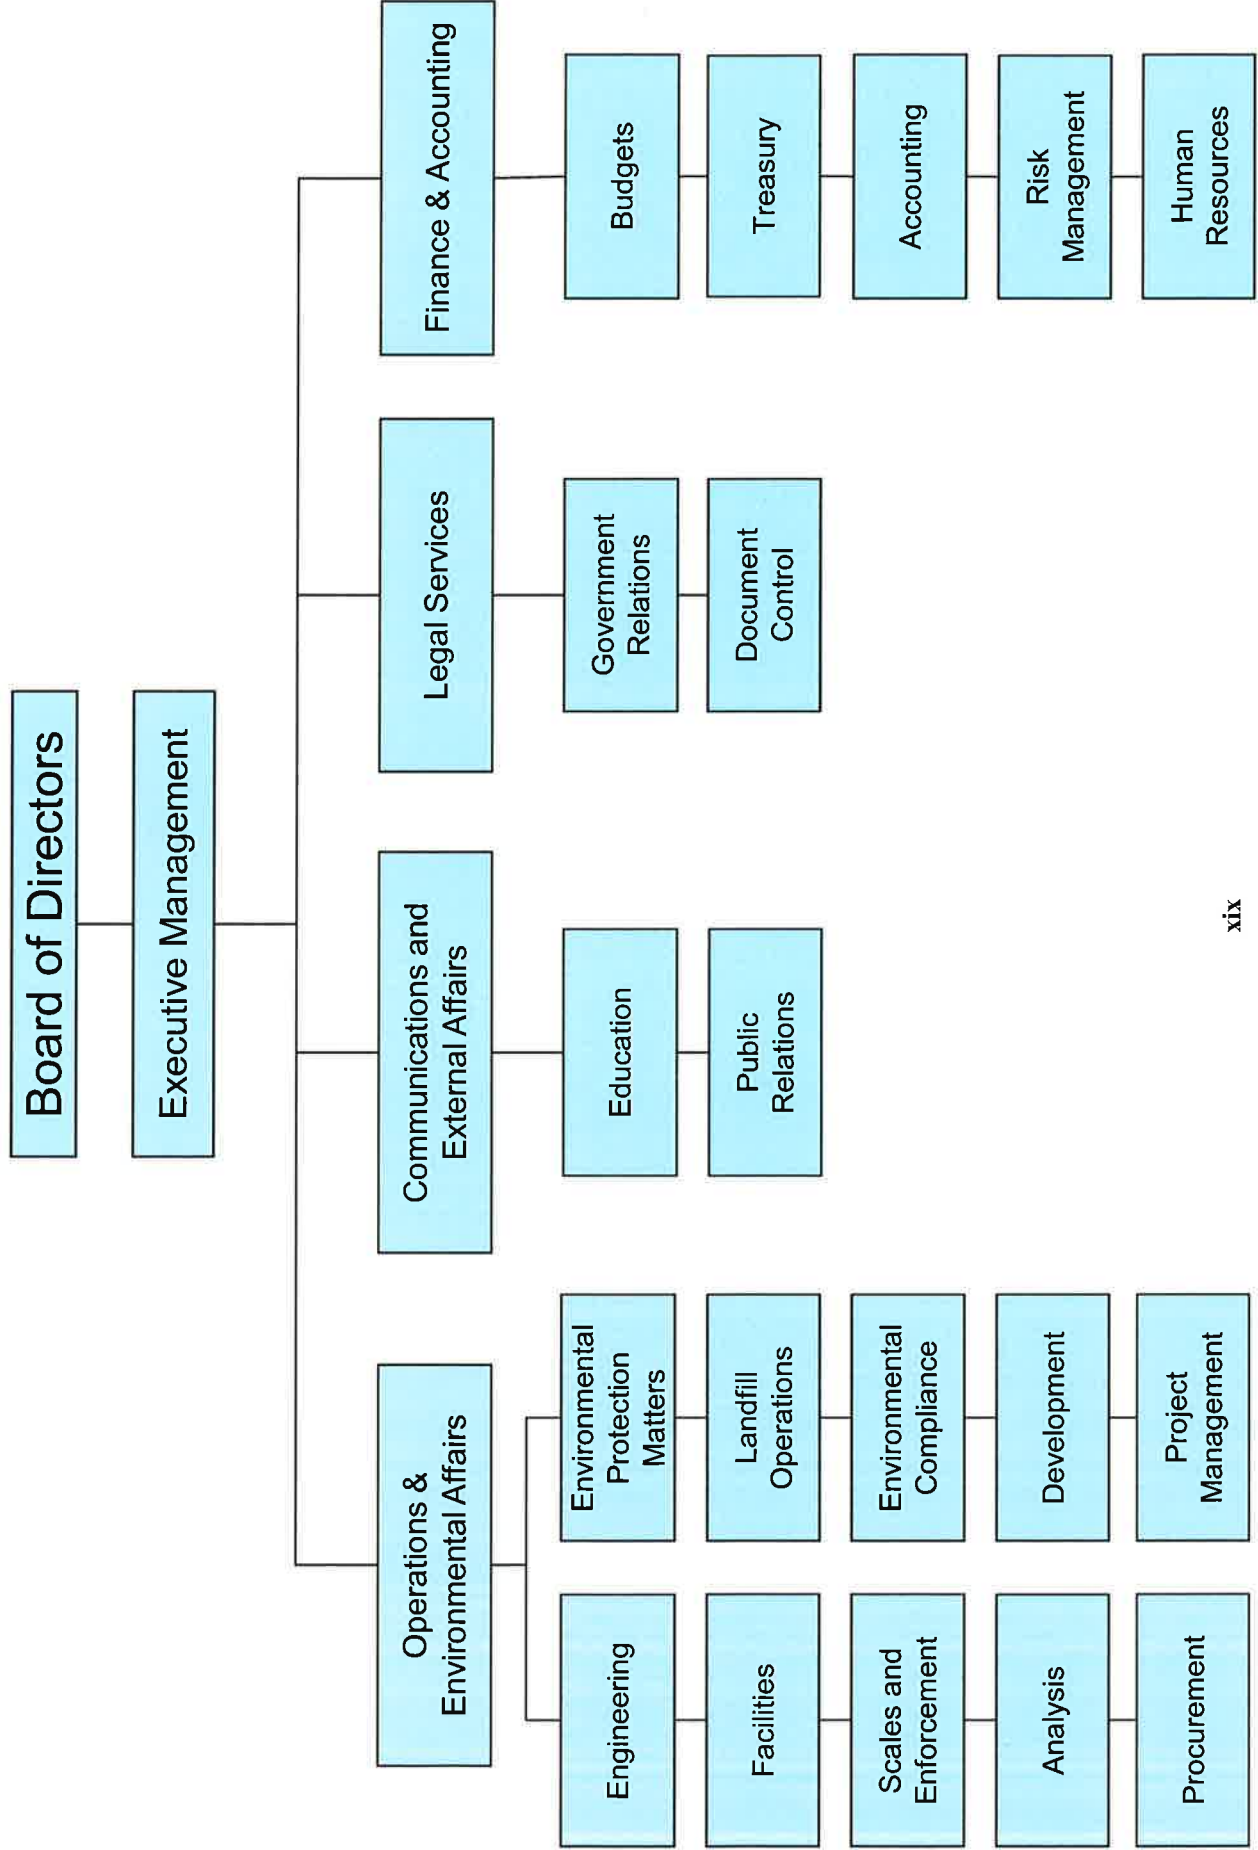 Board of Directors
Executive Management
Operations &
Environmental Affairs
Communications and
External Affairs
Legal Services
Finance & Accounting
Engineering
Facilities
Scales and
Enforcement
Analysis
Procurement
Environmental
Protection
Matters
Landfill
Operations
Environmental
Compliance
Development
Project
Management
Education
Public
Relations
Government
Relations
Document
Control
Budgets
Treasury
Accounting
Risk
Management
Human
Resources
xix